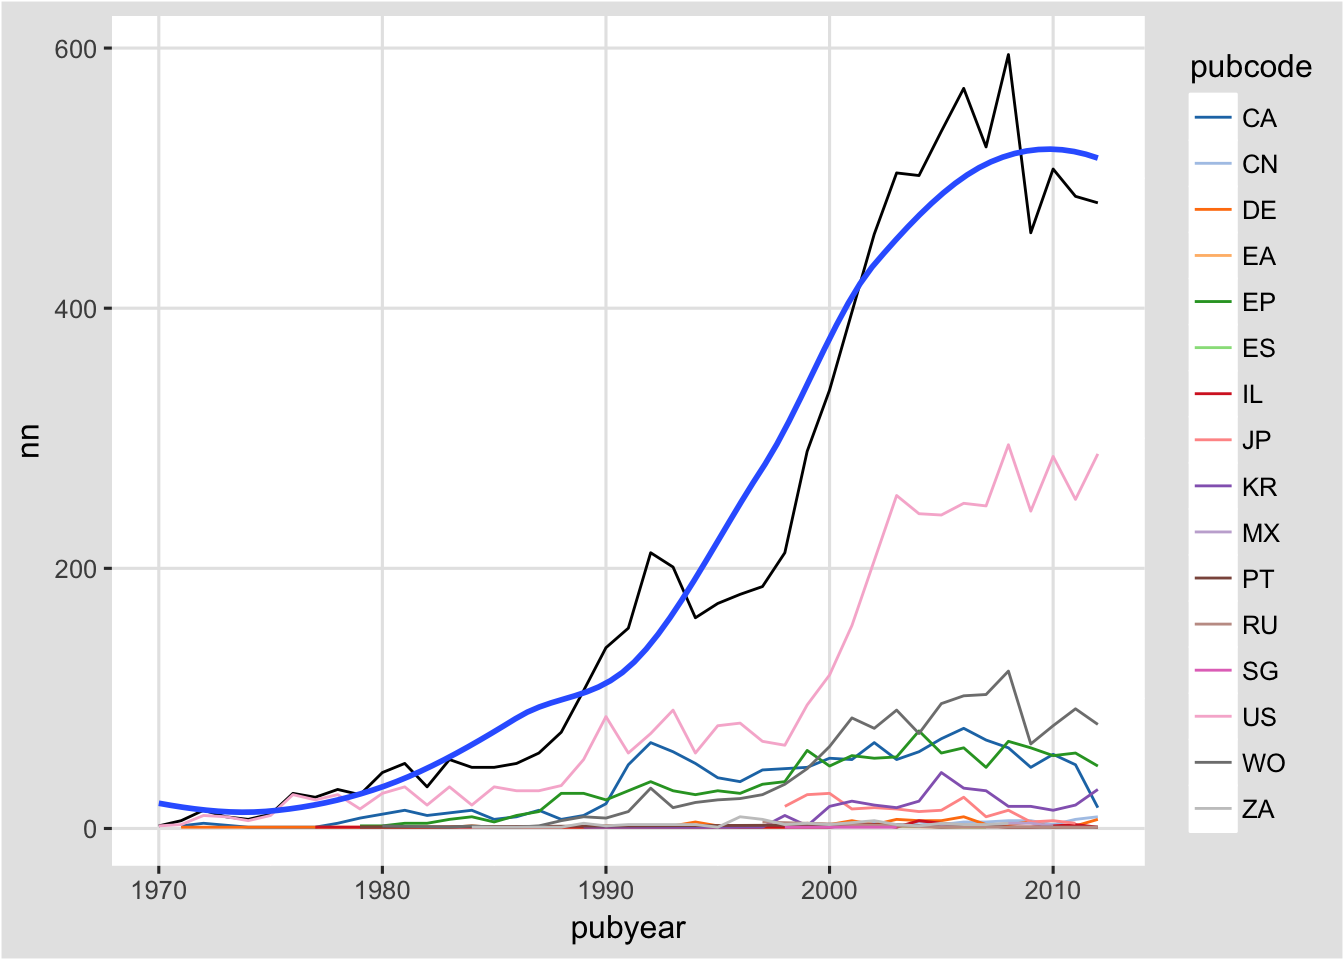 600
400
200
0
nn
1970 1980 1990 2000 2010
pubyear
pubcode
CA
CN
DE
EA
EP
ES
IL
JP
KR
MX
PT
RU
SG
US
WO
ZA